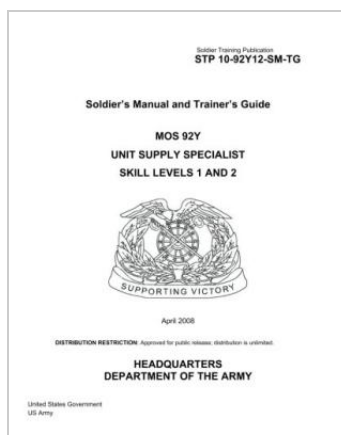 Soldier Training Publication
STP 10-92Y12-SM-TG
Soldier's Manual and Trainer's Guide
MOS 92Y
UNIT SUPPLY SPECIALIST
SKILL LEVELS 1 AND 2
SUPPORTING VICTORY
April 2008
DISTRIBUTION RESTRICTION: Approved for public release; distribution is unlimited.
HEADQUARTERS
DEPARTMENT OF THE ARMY
United States Government
US Army